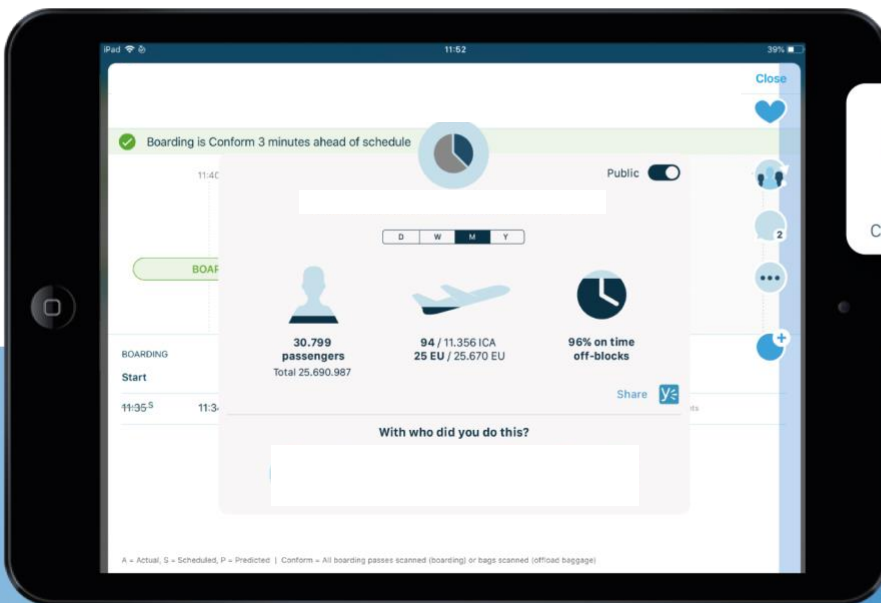 iPad
11:52
39%
Close
Boarding is Conform 3 minutes ahead of schedule
11:40
Public
D W M Y
2
C
BOAR
30.799
passengers
Total 25.690.987
94 / 11.356 ICA
25 EU / 25.670 EU
96% on time
off-blocks
BOARDING
Start
Share
11:35 S
11:3
With who did you do this?
A = Actual, S = Scheduled, P = Predicted | Conform = All boarding passes scanned (boarding) or bags scanned (offload baggage)